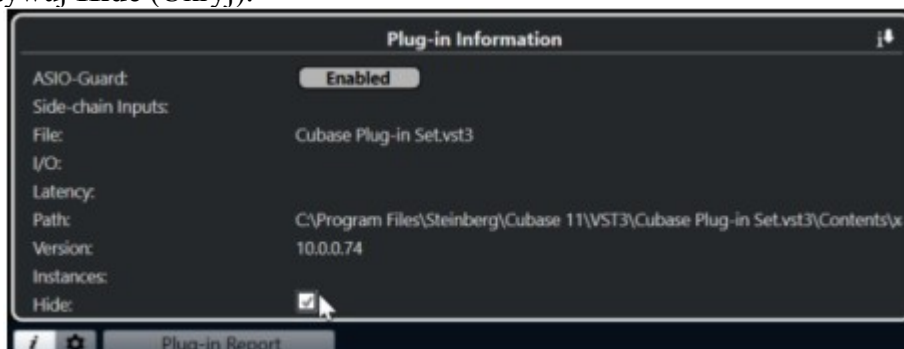 Hide (Ukryj).
Plug-in Information
ASIO-Guard: Enabled
Side-chain Inputs:
File: Cubase Plug-in Set.vst3
I/O:
Latency:
Path: C:\Program Files\Steinberg\Cubase 11\VST3\Cubase Plug-in Set.vst3\Contents\x
Version: 10.0.0.74
Instances:
Hide:
i Plug-in Report